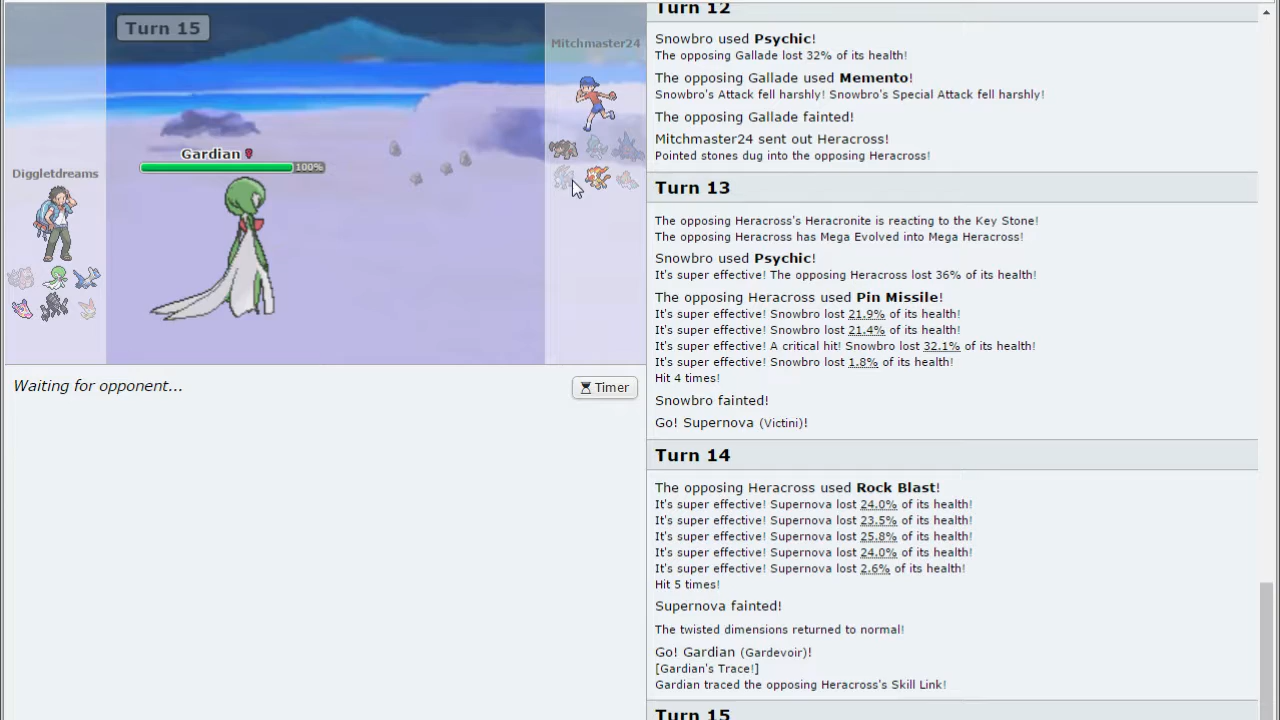 Turn 15
Mitchmaster24
Gardian
100%
Diggletdreams
Waiting for opponent...
Timer
Turn 12
Snowbro used Psychic!
The opposing Gallade lost 32% of its health!
The opposing Gallade used Memento!
Snowbro's Attack fell harshly! Snowbro's Special Attack fell harshly!
The opposing Gallade fainted!
Mitchmaster24 sent out Heracross!
Pointed stones dug into the opposing Heracross!
Turn 13
The opposing Heracross's Heracronite is reacting to the Key Stone!
The opposing Heracross has Mega Evolved into Mega Heracross!
Snowbro used Psychic!
It's super effective! The opposing Heracross lost 36% of its health!
The opposing Heracross used Pin Missile!
It's super effective! Snowbro lost 21.9% of its health!
It's super effective! Snowbro lost 21.4% of its health!
It's super effective! A critical hit! Snowbro lost 32.1% of its health!
It's super effective! Snowbro lost 1.8% of its health!
Hit 4 times!
Snowbro fainted!
Go! Supernova (Victini)!
Turn 14
The opposing Heracross used Rock Blast!
It's super effective! Supernova lost 24.0% of its health!
It's super effective! Supernova lost 23.5% of its health!
It's super effective! Supernova lost 25.8% of its health!
It's super effective! Supernova lost 24.0% of its health!
It's super effective! Supernova lost 2.6% of its health!
Hit 5 times!
Supernova fainted!
The twisted dimensions returned to normal!
Go! Gardian (Gardevoir)!
[Gardian's Trace!]
Gardian traced the opposing Heracross's Skill Link!
Turn 15